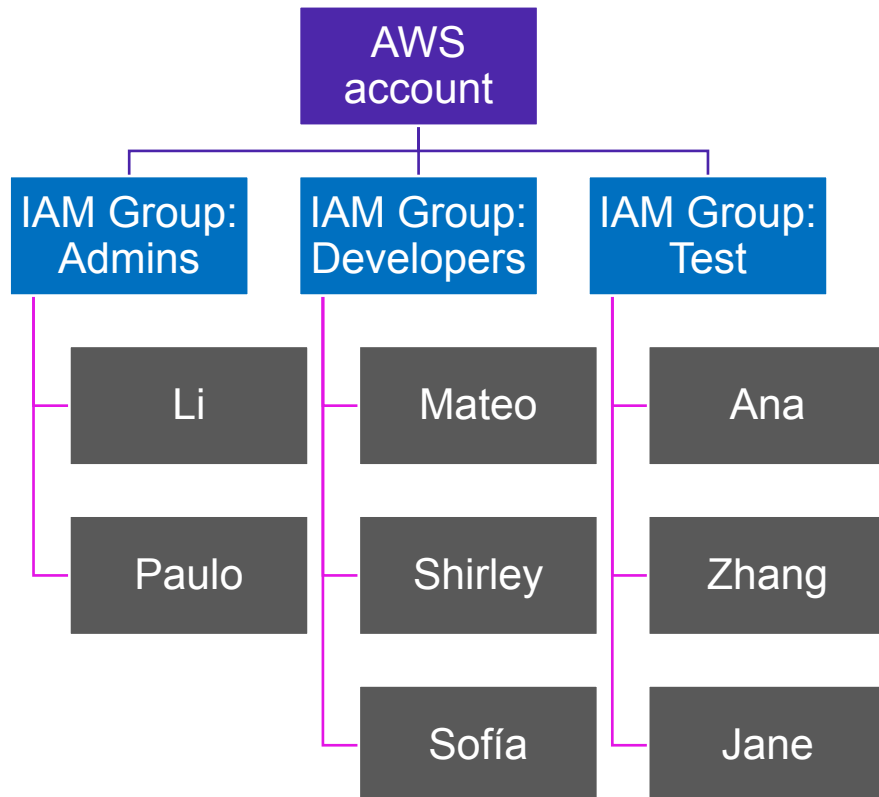 AWS
account
IAM Group:
Admins
IAM Group:
Developers
IAM Group:
Test
Li
Mateo
Ana
Paulo
Shirley
Zhang
Sofía
Jane